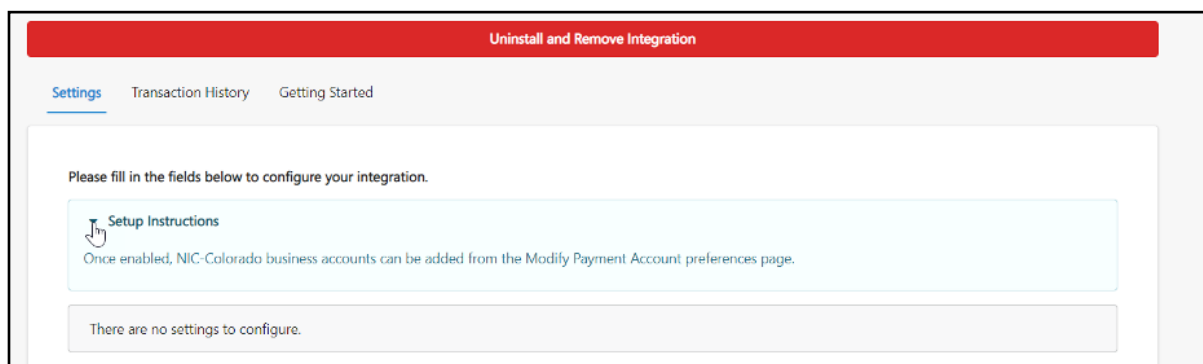 Uninstall and Remove Integration
Settings Transaction History Getting Started
Please fill in the fields below to configure your integration.
Setup Instructions
Once enabled, NIC-Colorado business accounts can be added from the Modify Payment Account preferences page.
There are no settings to configure.